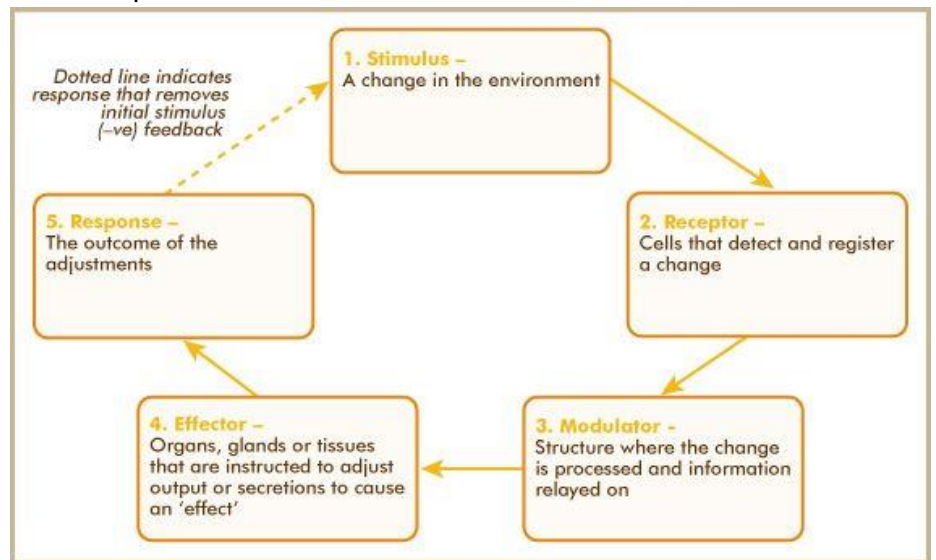 Dotted line indicates
response that removes
initial stimulus
(–ve) feedback
1. Stimulus –
A change in the environment
2. Receptor –
Cells that detect and register
a change
3. Modulator -
Structure where the change
is processed and information
relayed on
4. Effector –
Organs, glands or tissues
that are instructed to adjust
output or secretions to cause
an ‘effect’
5. Response –
The outcome of the
adjustments